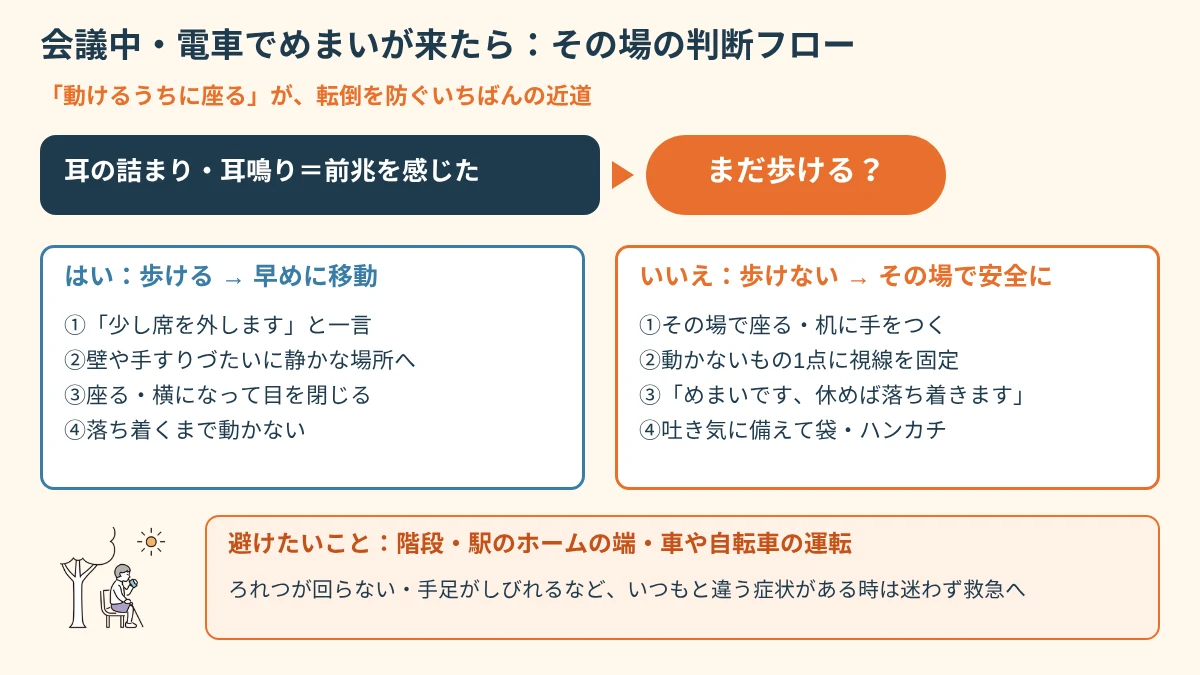 会議中・電車でめまいが来たら：その場の判断フロー
「動けるうちに座る」が、転倒を防ぐいちばんの近道
耳の詰まり・耳鳴り＝前兆を感じた
まだ歩ける？
はい：歩ける → 早めに移動
①「少し席を外します」と一言
②壁や手すりづたいに静かな場所へ
③座る・横になって目を閉じる
④落ち着くまで動かない
いいえ：歩けない → その場で安全に
①その場で座る・机に手をつく
②動かないもの1点に視線を固定
③「めまいです、休めば落ち着きます」
④吐き気に備えて袋・ハンカチ
避けたいこと：階段・駅のホームの端・車や自転車の運転
ろれつが回らない・手足がしびれるなど、いつもと違う症状がある時は迷わず救急へ